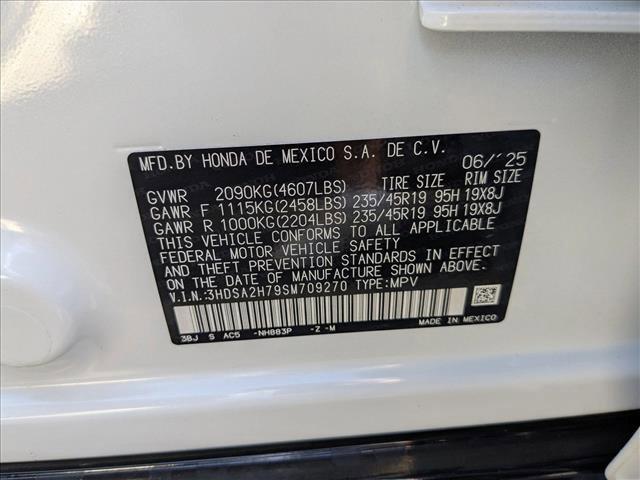 MFD.BY HONDA DE MEXICO S.A. DE C.V. 06/'25
GVWR 2090KG(4607LBS) TIRE SIZE RIM SIZE
GAWR F 1115KG(2458LBS) 235/45R19 95H 19X8J
GAWR R 1000KG(2204LBS) 235/45R19 95H 19X8J
THIS VEHICLE CONFORMS TO ALL APPLICABLE
FEDERAL MOTOR VEHICLE SAFETY
STANDARDS IN EFFECT
ON THE DATE OF MANUFACTURE SHOWN ABOVE.
V.I.N.:3HDSA2H79SM709270 TYPE:MPV
3BJ S AC5 -NH883P -Z -M
MADE IN MEXICO